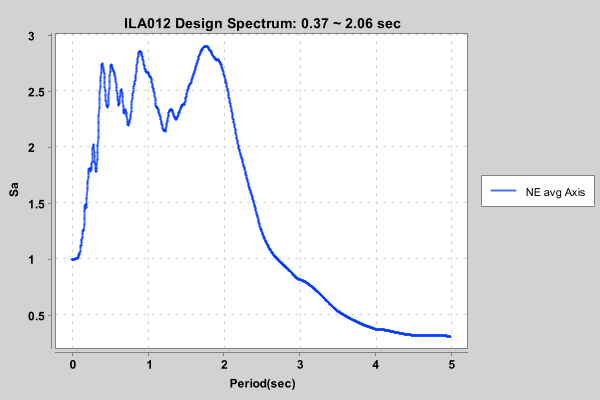 ILA012 Design Spectrum: 0.37 ~ 2.06 sec
3
2.5
2
1.5
1
0.5
Sa
0 1 2 3 4 5
Period(sec)
NE avg Axis